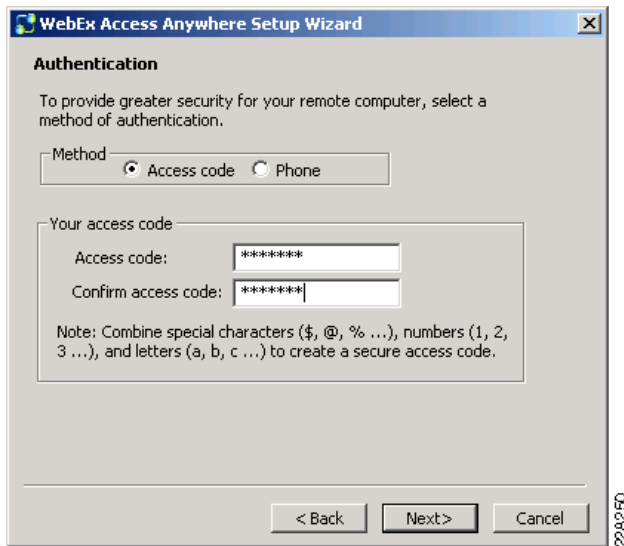 WebEx Access Anywhere Setup Wizard
Authentication
To provide greater security for your remote computer, select a
method of authentication.
Method
Access code Phone
Your access code
Access code: *******
Confirm access code: *******
Note: Combine special characters ($, @, % ...), numbers (1, 2,
3 ...), and letters (a, b, c ...) to create a secure access code.
< Back Next> Cancel
228250